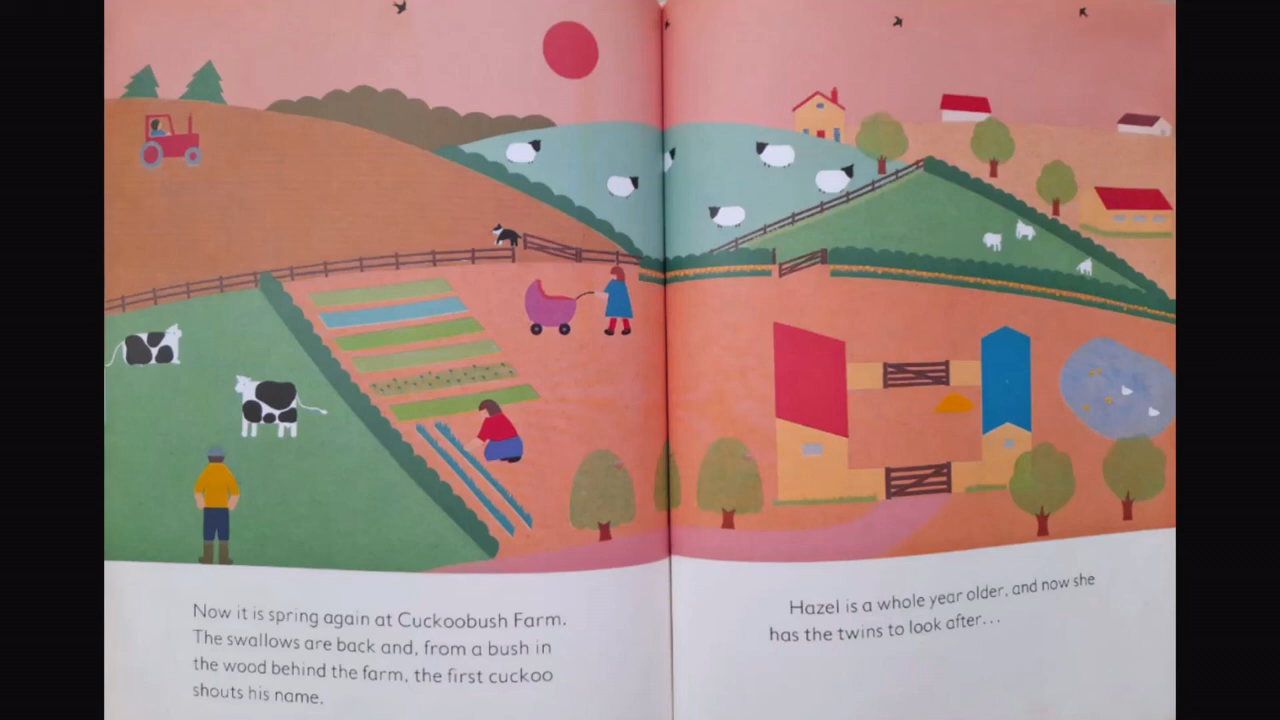 Now it is spring again at Cuckoobush Farm.
The swallows are back and, from a bush in
the wood behind the farm, the first cuckoo
shouts his name.
Hazel is a whole year older, and now she
has the twins to look after...